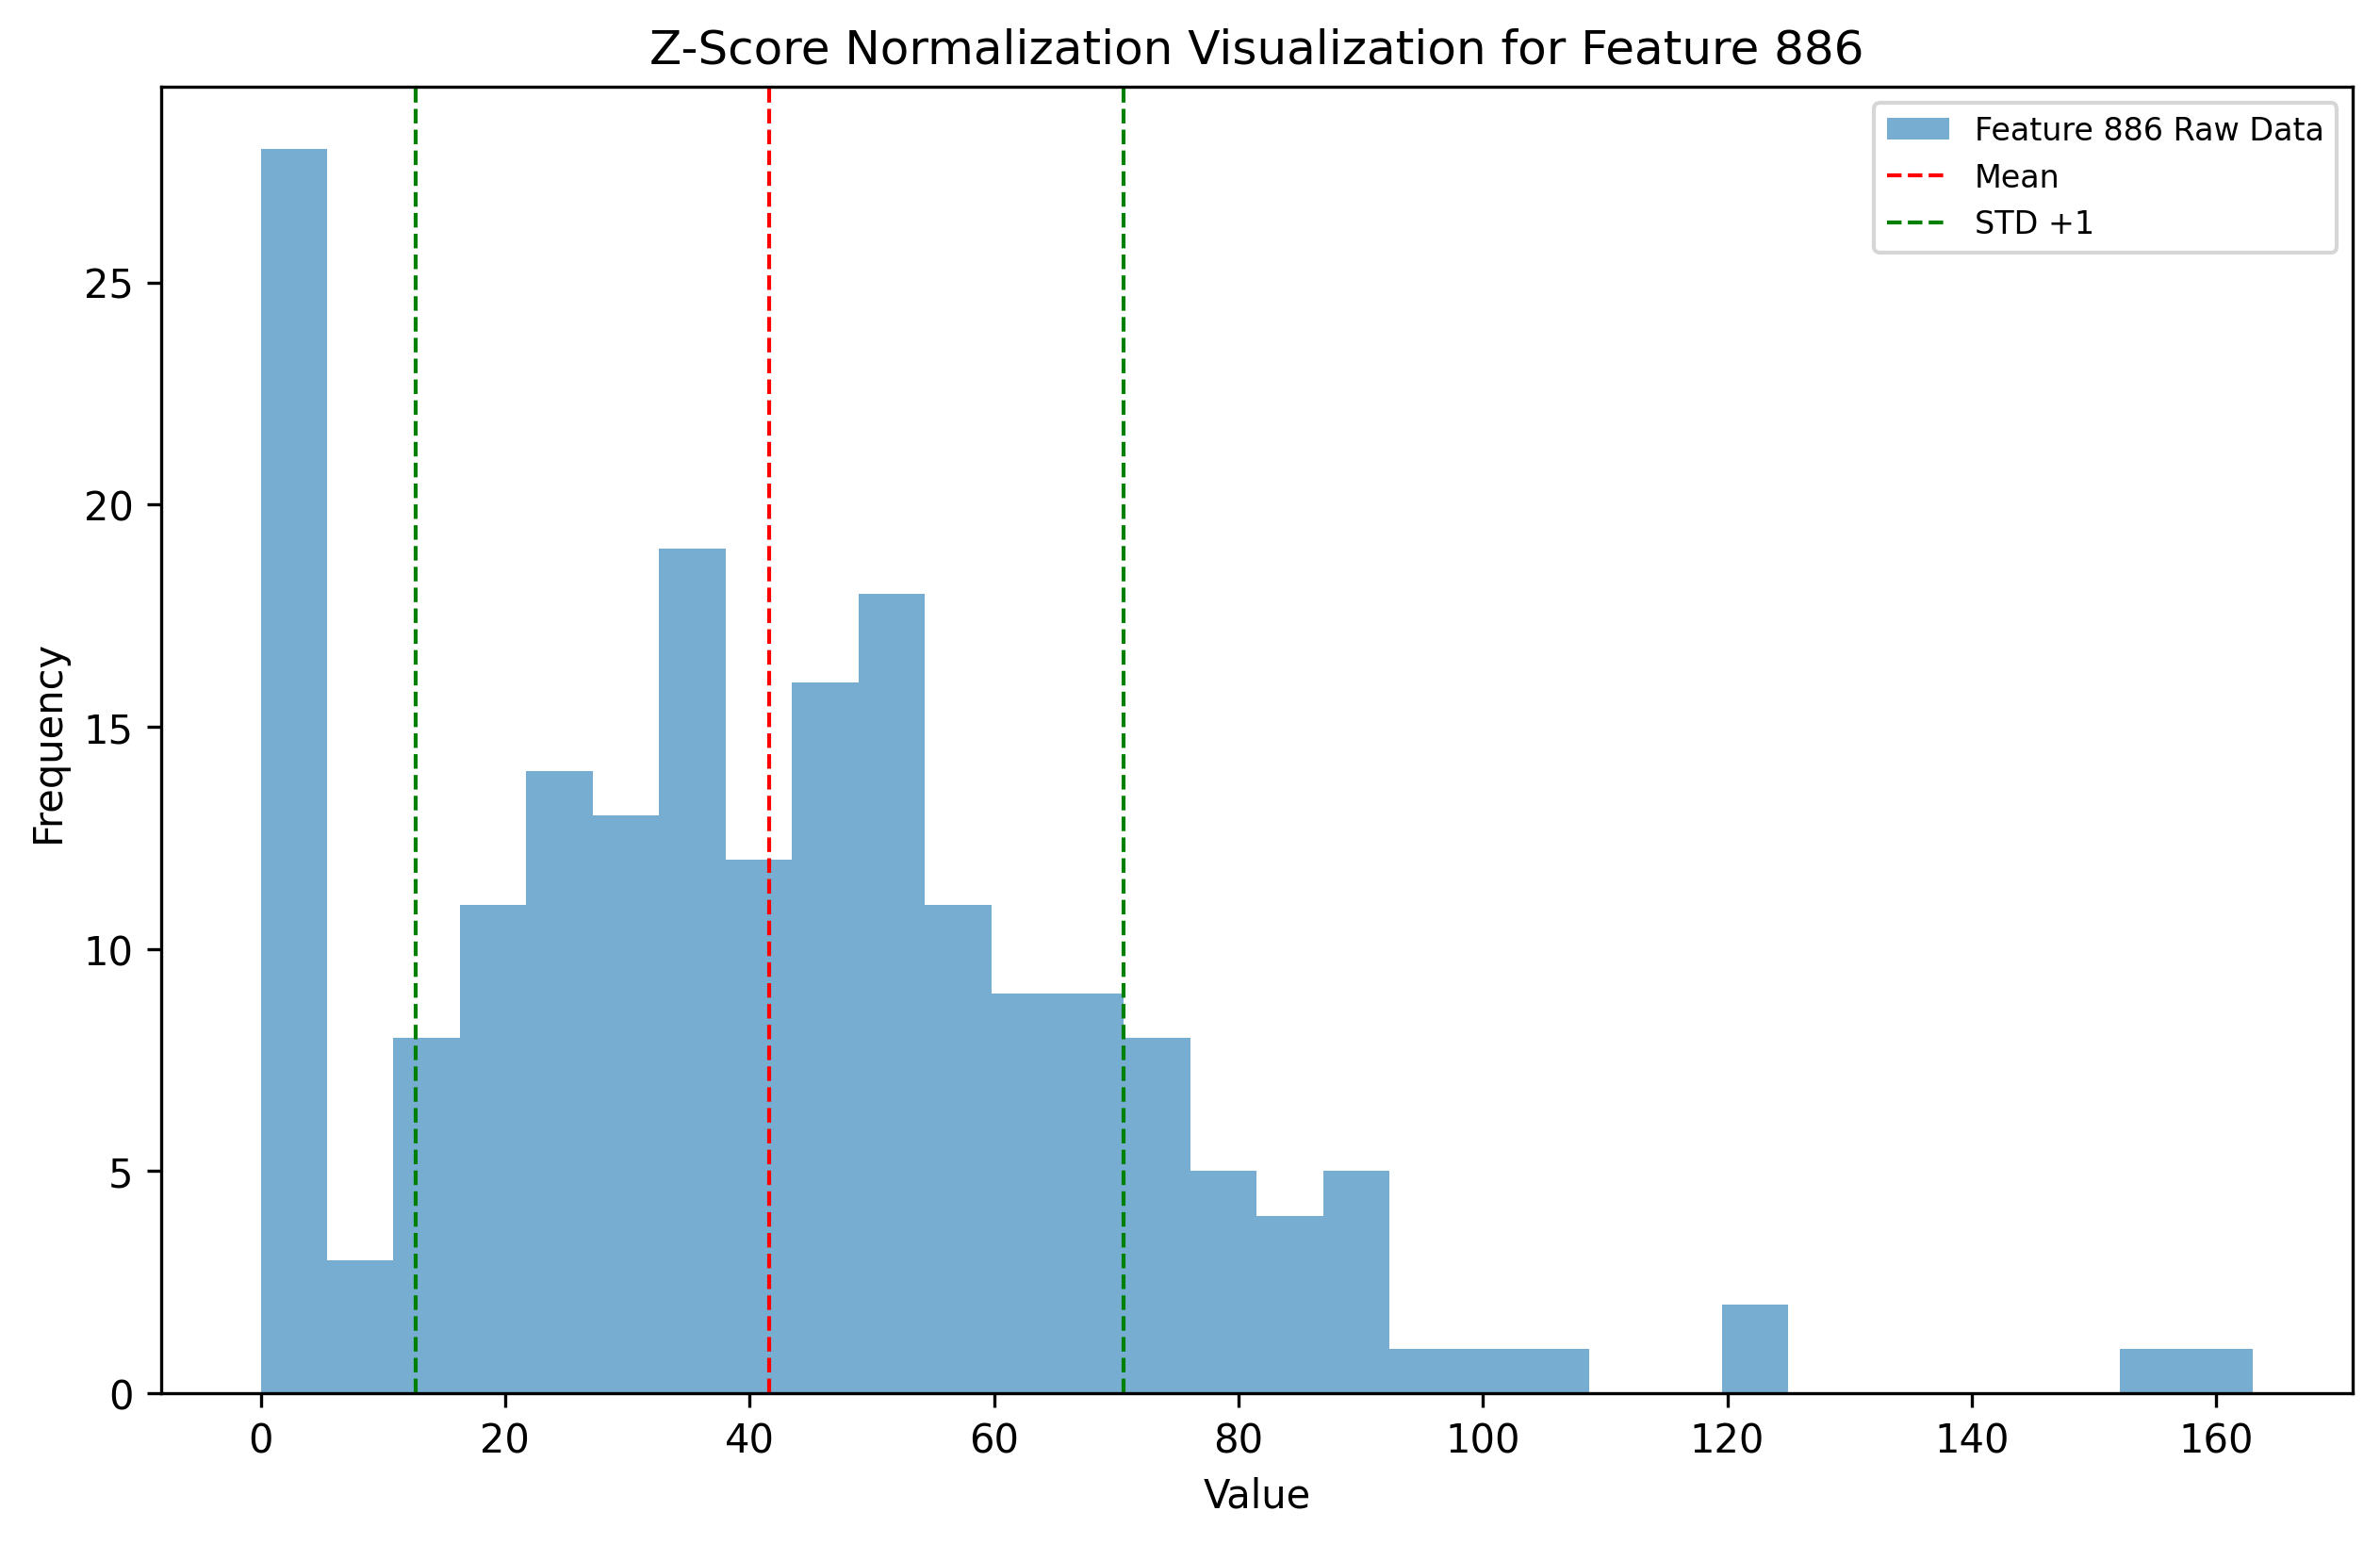 Z-Score Normalization Visualization for Feature 886
Feature 886 Raw Data
Mean
STD +1
25
20
15
10
5
0
Frequency
0 20 40 60 80 100 120 140 160
Value